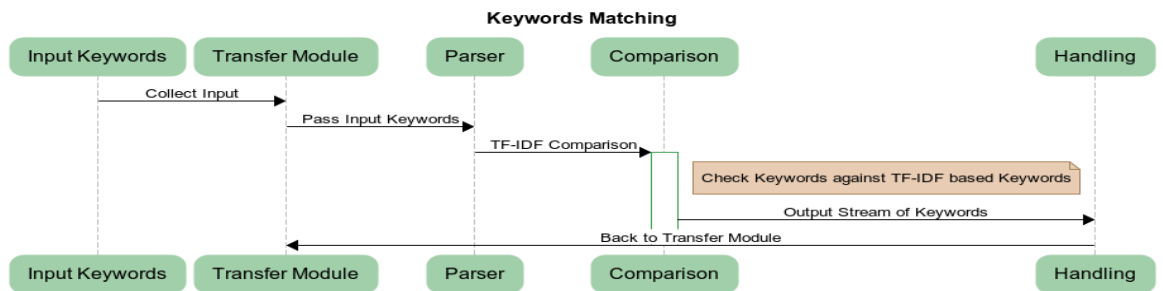 Keywords Matching
Input Keywords Transfer Module Parser Comparison Handling
Collect Input
Pass Input Keywords
TF-IDF Comparison
Check Keywords against TF-IDF based Keywords
Output Stream of Keywords
Back to Transfer Module
Input Keywords Transfer Module Parser Comparison Handling